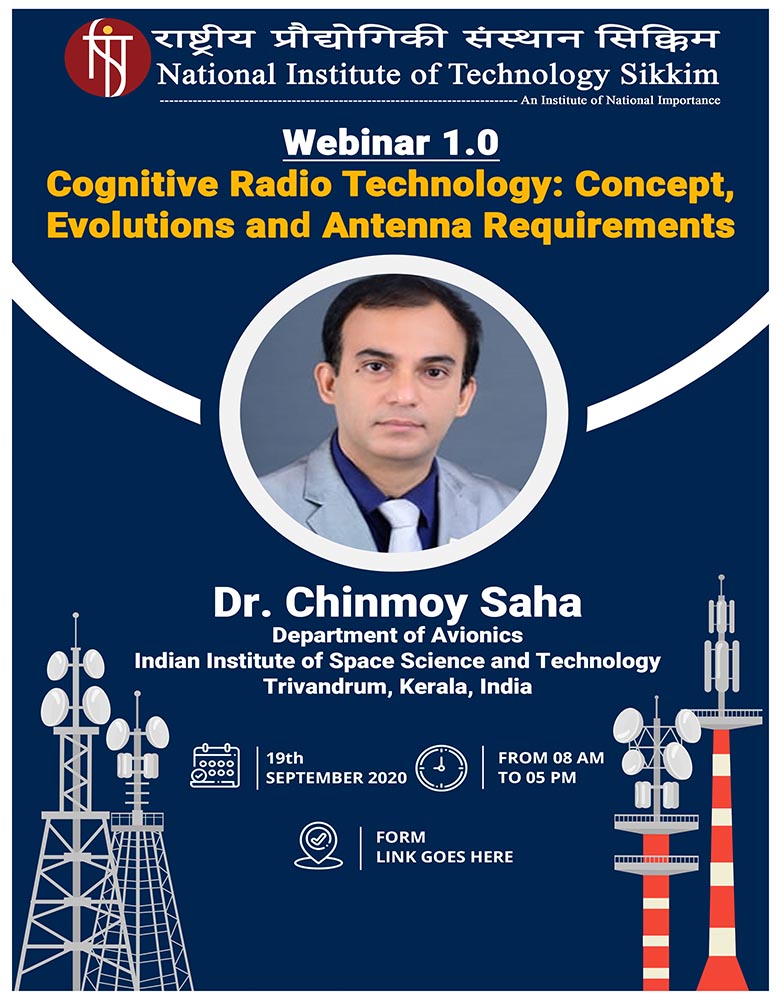 राष्ट्रीय प्रौद्योगिकी संस्थान सिक्किम
National Institute of Technology Sikkim
An Institute of National Importance
Webinar 1.0
Cognitive Radio Technology: Concept,
Evolutions and Antenna Requirements
Dr. Chinmoy Saha
Department of Avionics
Indian Institute of Space Science and Technology
Trivandrum, Kerala, India
19th
SEPTEMBER 2020
FROM 08 AM
TO 05 PM
FORM
LINK GOES HERE